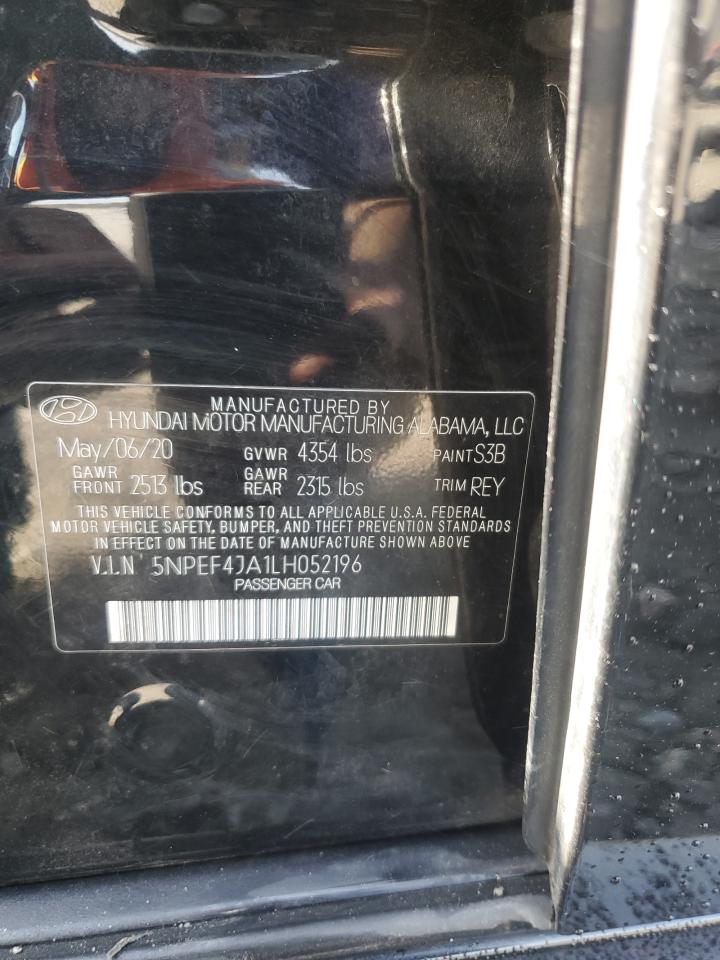 MANUFACTURED BY
HYUNDAI MOTOR MANUFACTURING ALABAMA, LLC
May/06/20 GVWR 4354 lbs PAINT S3B
GAWR FRONT 2513 lbs GAWR REAR 2315 lbs TRIM REY
THIS VEHICLE CONFORMS TO ALL APPLICABLE U.S.A. FEDERAL
MOTOR VEHICLE SAFETY, BUMPER, AND THEFT PREVENTION STANDARDS
IN EFFECT ON THE DATE OF MANUFACTURE SHOWN ABOVE
V.I.N 5NPEF4JA1LH052196
PASSENGER CAR